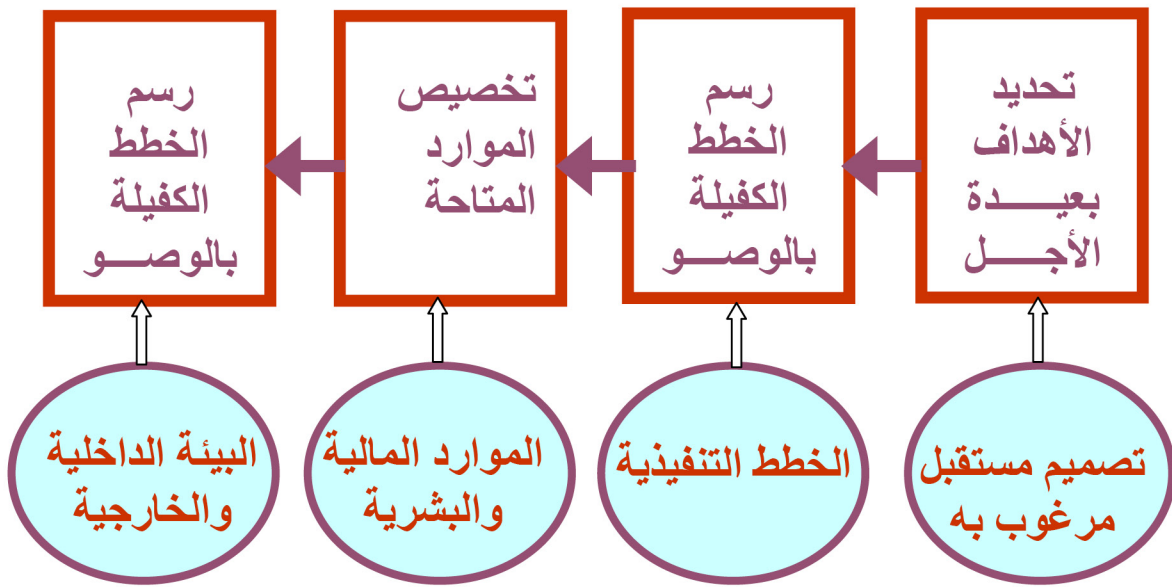 تحديد
الأهداف
بعيـــدة
الأجـــل
رسم
الخطط
الكفيلة
بالوصــو
تخصيص
الموارد
المتاحة
رسم
الخطط
الكفيلة
بالوصــو
تصميم مستقبل
مرغوب به
الخطط التنفيذية
الموارد المالية
والبشرية
البيئة الداخلية
والخارجية